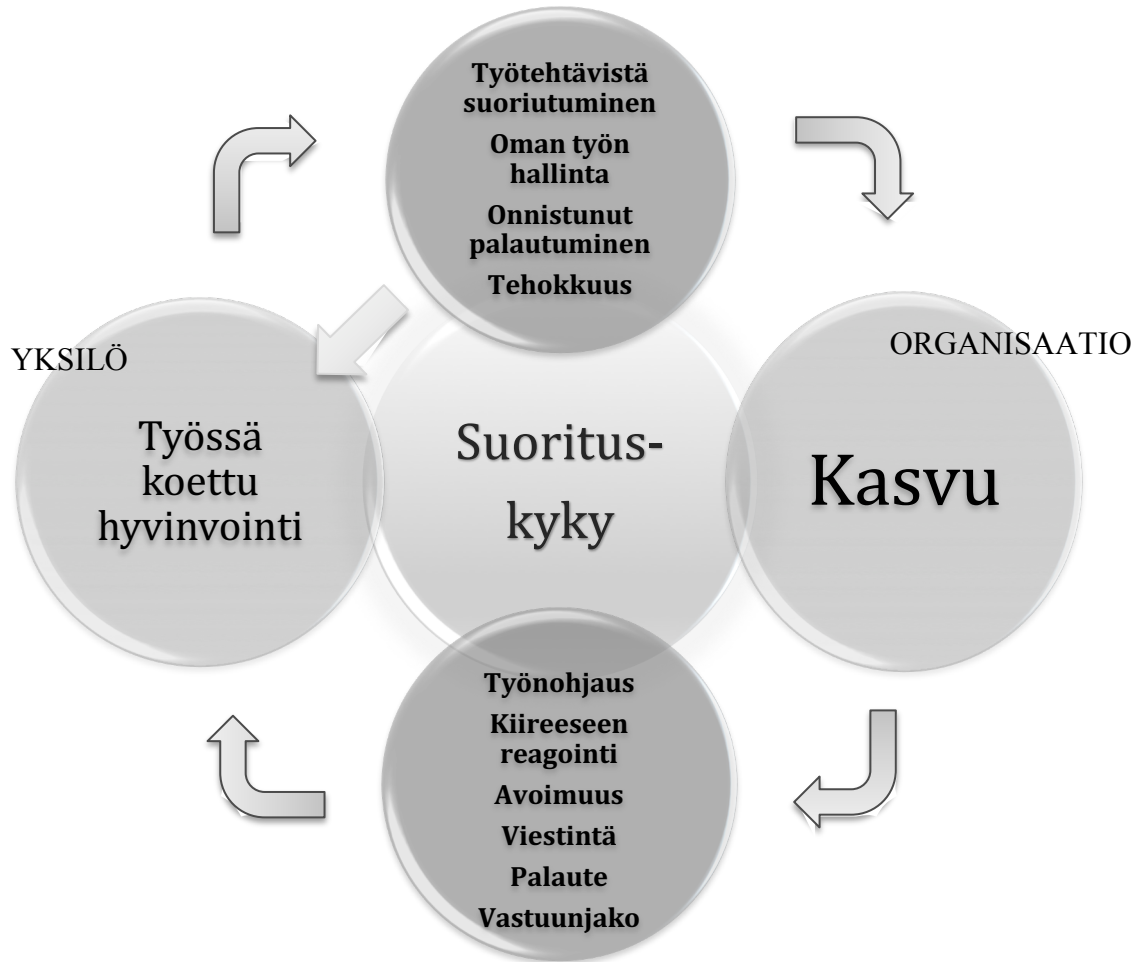 Työtehtävistä
suoriutuminen
Oman työn
hallinta
Onnistunut
palautuminen
Tehokkuus
YKSILÖ
ORGANISAATIO
Työssä
koettu
hyvinvointi
Suoritus-
kyky
Kasvu
Työnohjaus
Kiireeseen
reagointi
Avoimuus
Viestintä
Palaute
Vastuunjako